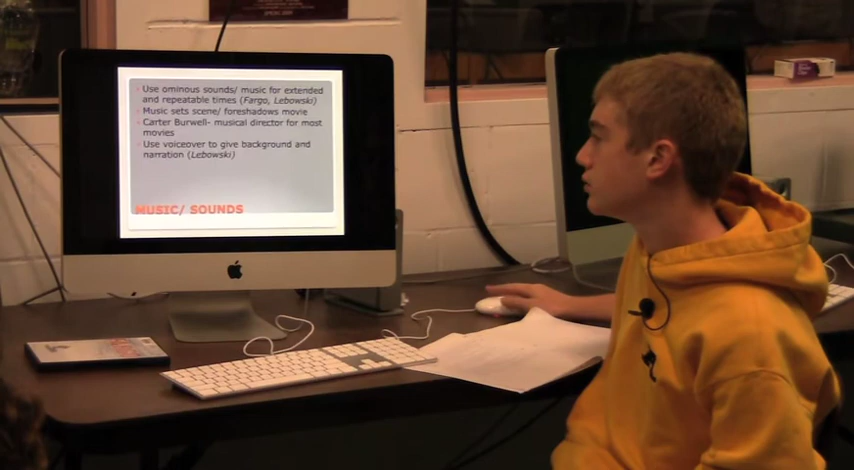 Use ominous sounds/ music for extended
and repeatable times (Fargo, Lebowski)
Music sets scene/ foreshadows movie
Carter Burwell- musical director for most
movies
Use voiceover to give background and
narration (Lebowski)
MUSIC/ SOUNDS